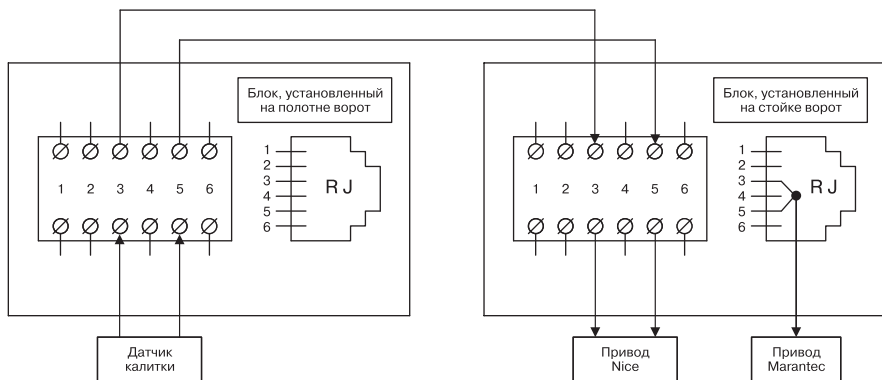 Блок, установленный
на полотне ворот
1
2
3
4
5
6
R J
1 2 3 4 5 6
Датчик
калитки
Блок, установленный
на стойке ворот
1
2
3
4
5
6
R J
1 2 3 4 5 6
Привод
Nice
Привод
Marantec